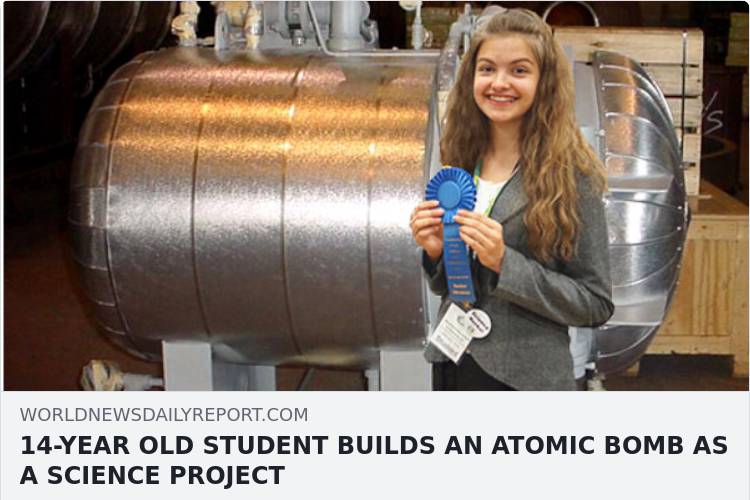 WORLDNEWSDAILYREPORT.COM
14-YEAR OLD STUDENT BUILDS AN ATOMIC BOMB AS
A SCIENCE PROJECT